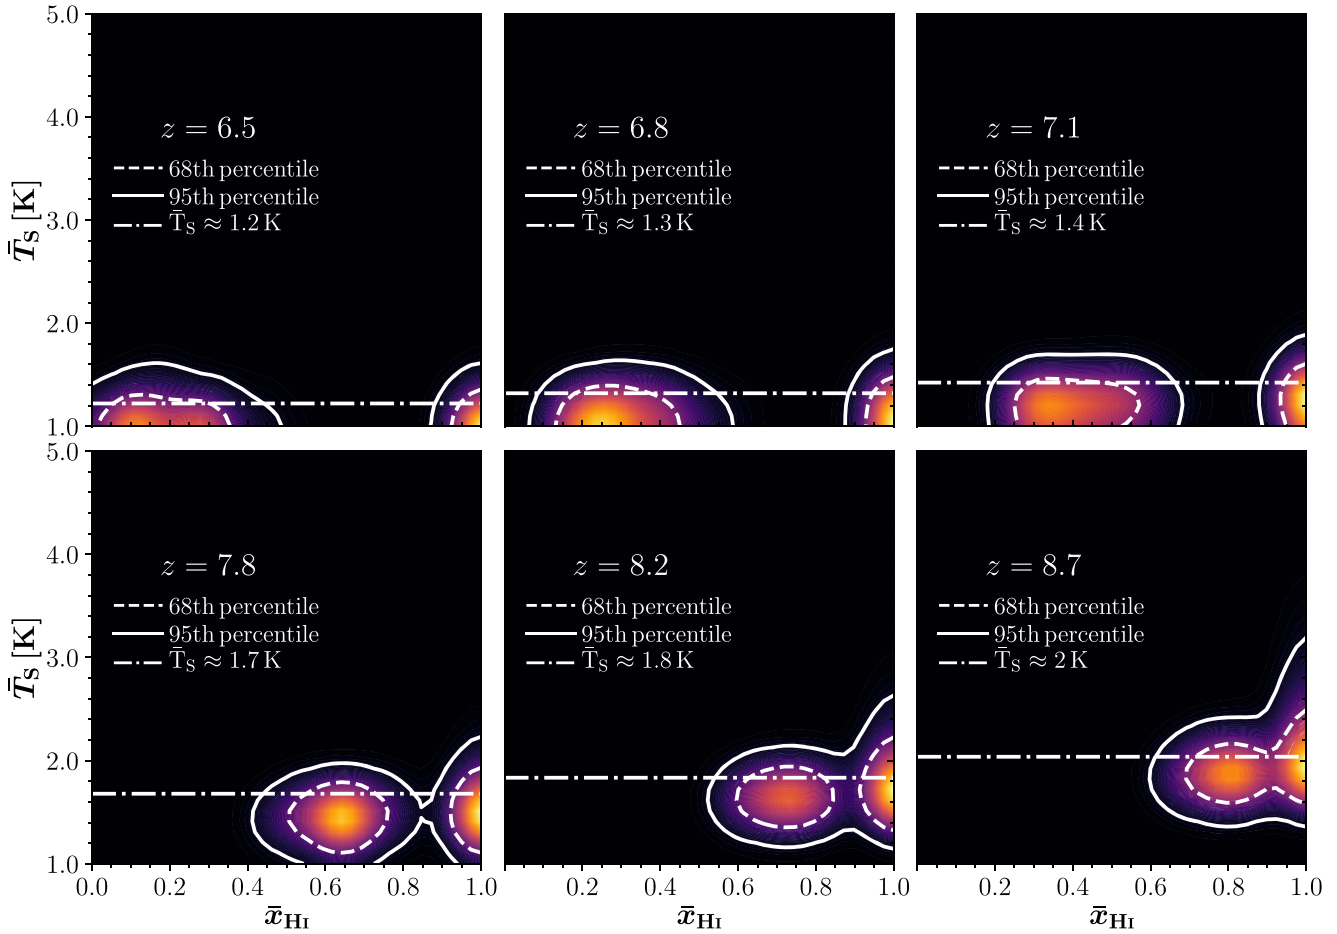 5.0
4.0
3.0
2.0
1.0
T̄S [K]
z = 6.5
68th percentile
95th percentile
T̄S ≈ 1.2 K
z = 6.8
68th percentile
95th percentile
T̄S ≈ 1.3 K
z = 7.1
68th percentile
95th percentile
T̄S ≈ 1.4 K
5.0
4.0
3.0
2.0
1.0
T̄S [K]
z = 7.8
68th percentile
95th percentile
T̄S ≈ 1.7 K
z = 8.2
68th percentile
95th percentile
T̄S ≈ 1.8 K
z = 8.7
68th percentile
95th percentile
T̄S ≈ 2 K
0.0 0.2 0.4 0.6 0.8 1.0
0.2 0.4 0.6 0.8 1.0
0.2 0.4 0.6 0.8 1.0
x̄HI
x̄HI
x̄HI